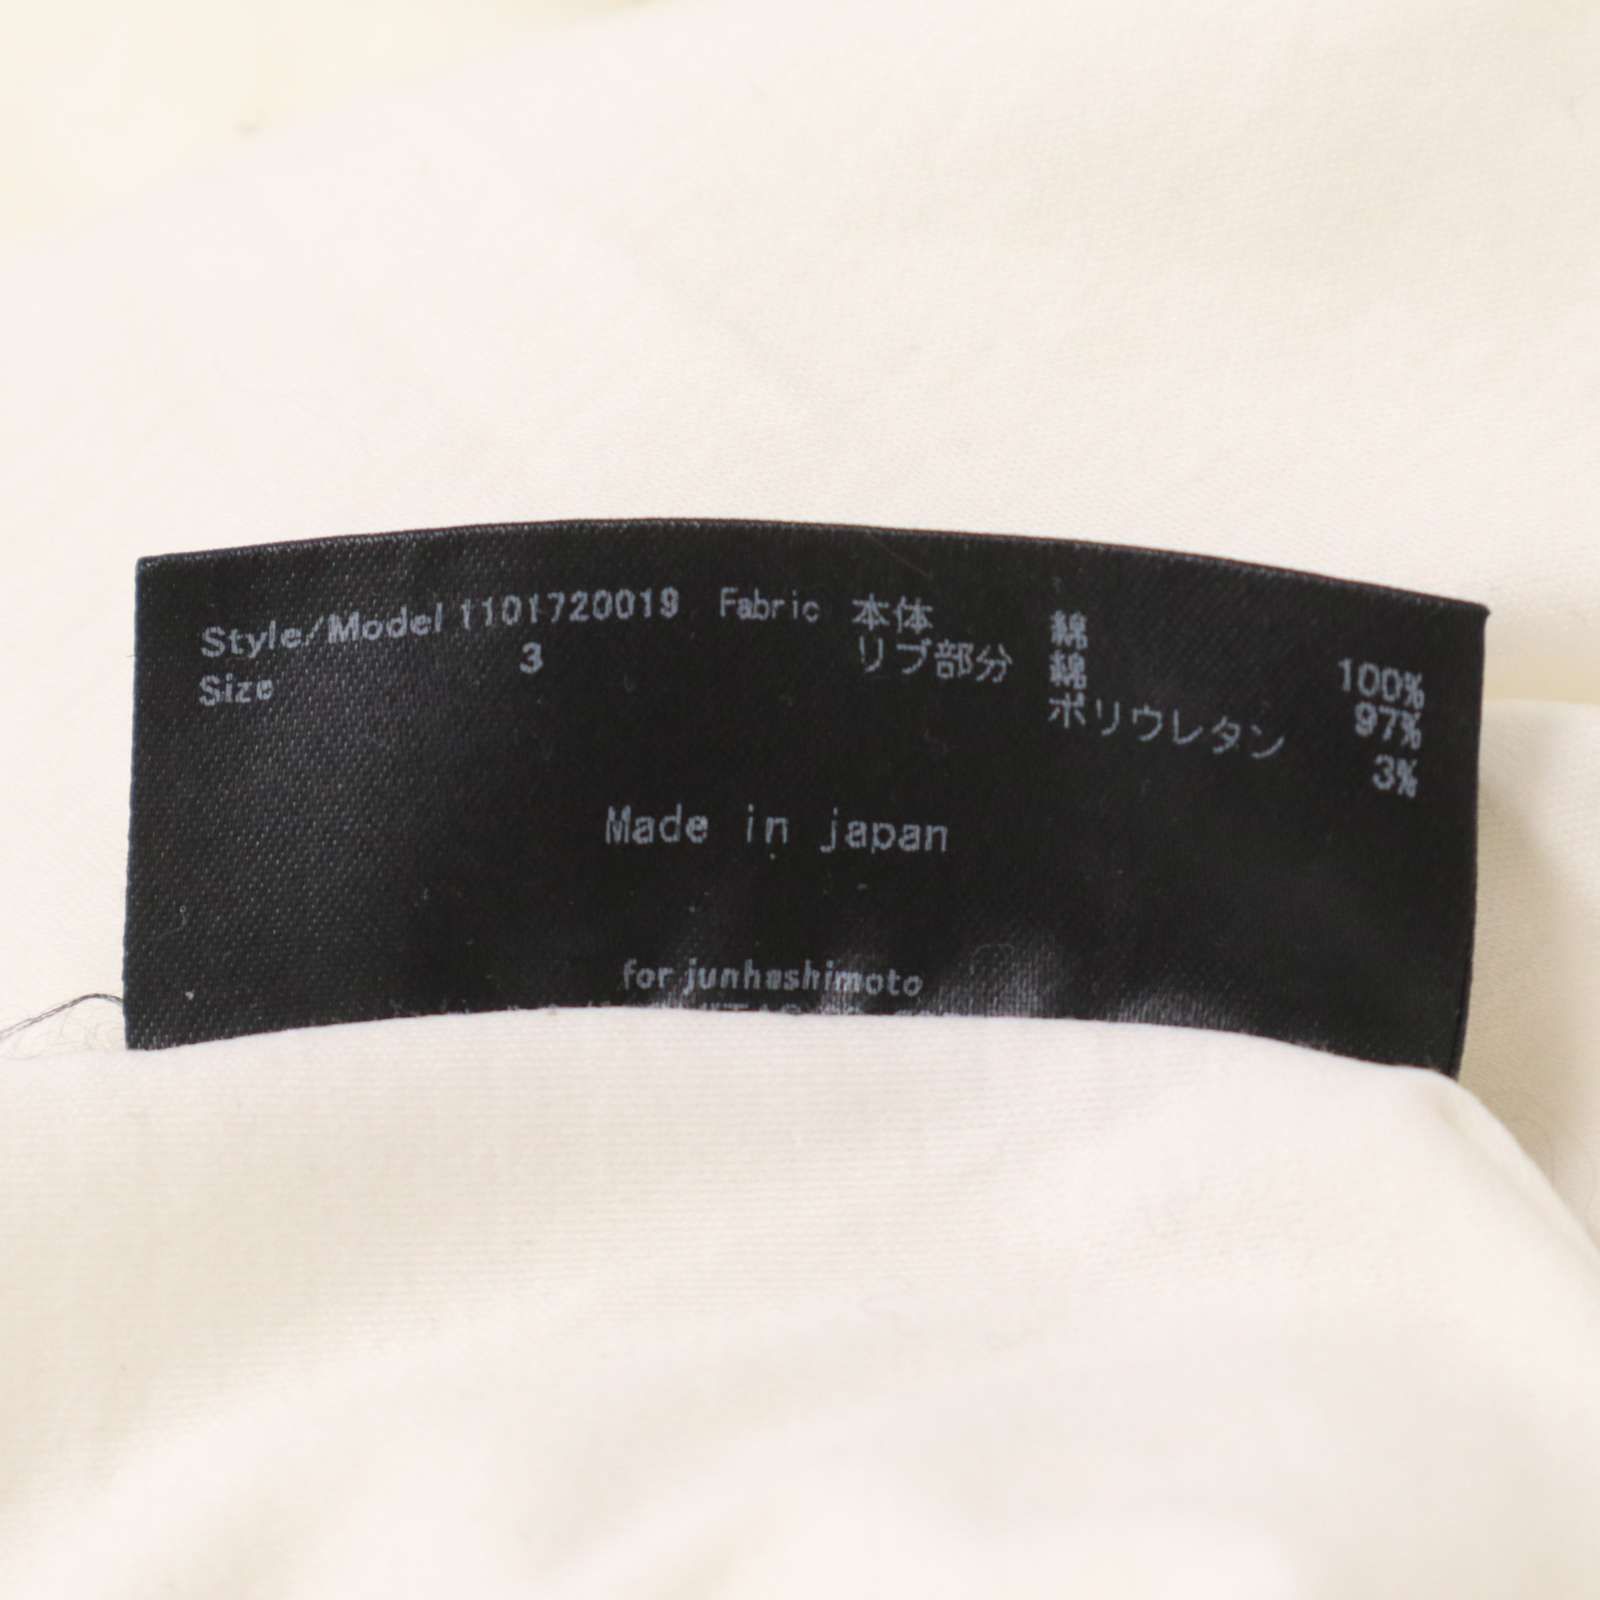 Style/Model 1101720019 Fabric 本体 綿 100%
Size 3 リブ部分 綿 97%
ポリウレタン 3%
Made in japan
for junhashimoto